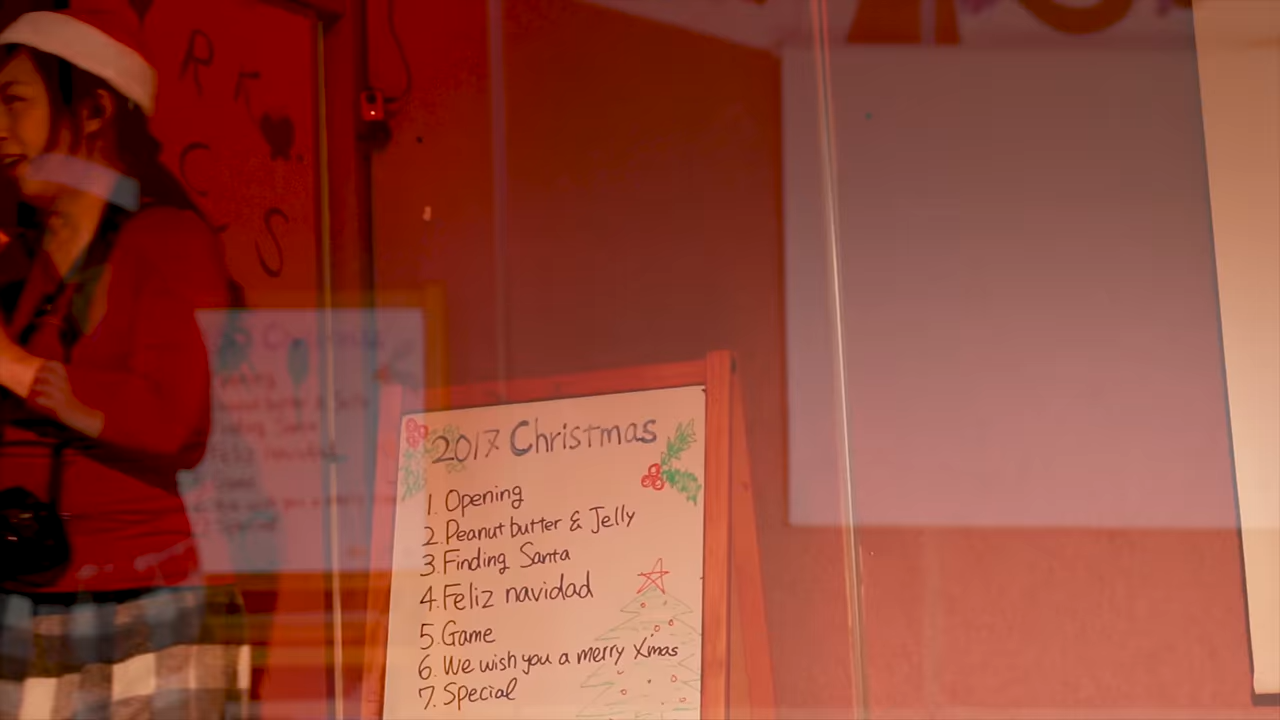 R R
C
S
2017 Christmas
1. Opening
2. Peanut butter & Jelly
3. Finding Santa
4. Feliz navidad
5. Game
6. We wish you a merry Xmas
7. Special